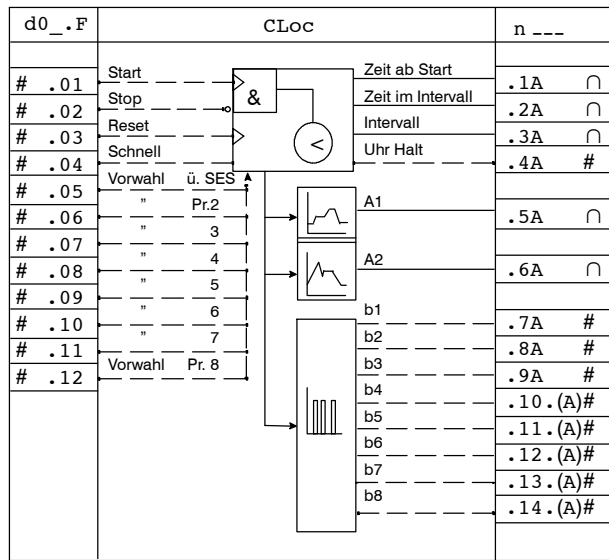 d0_.F CLoc n ___
# .01 Start & Zeit ab Start .1A ∩
# .02 Stop Zeit im Intervall .2A ∩
# .03 Reset < Intervall .3A ∩
# .04 Schnell Uhr Halt .4A #
# .05 Vorwahl ü. SES
# .06 ” Pr.2 A1 .5A ∩
# .07 ” 3
# .08 ” 4 A2 .6A ∩
# .09 ” 5
# .10 ” 6 b1 .7A #
# .11 ” 7 b2 .8A #
# .12 Vorwahl Pr. 8 b3 .9A #
b4 .10.(A)#
b5 .11.(A)#
b6 .12.(A)#
b7 .13.(A)#
b8 .14.(A)#